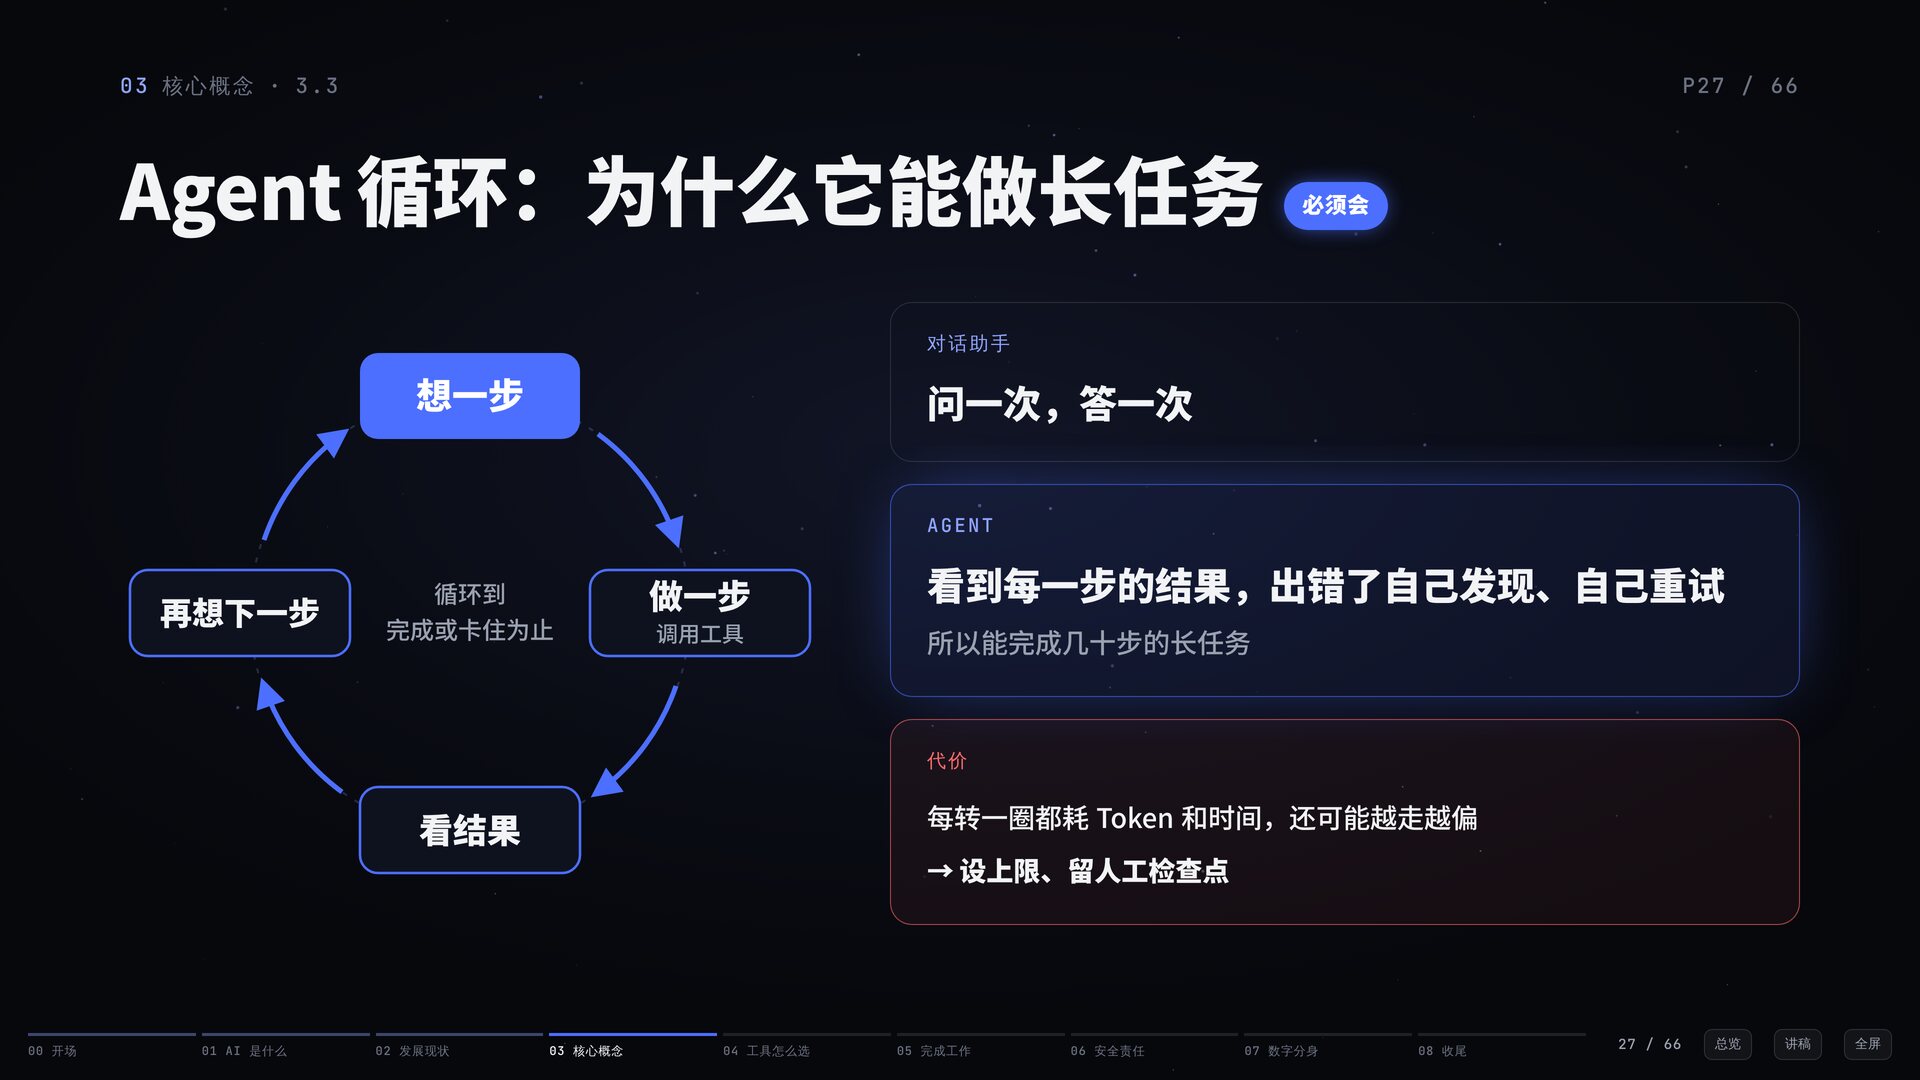 03 核心概念 · 3.3
P27 / 66
Agent 循环：为什么它能做长任务
必须会
想一步
做一步
调用工具
看结果
再想下一步
循环到
完成或卡住为止
对话助手
问一次，答一次
AGENT
看到每一步的结果，出错了自己发现、自己重试
所以能完成几十步的长任务
代价
每转一圈都耗 Token 和时间，还可能越走越偏
→ 设上限、留人工检查点
00 开场
01 AI 是什么
02 发展现状
03 核心概念
04 工具怎么选
05 完成工作
06 安全责任
07 数字分身
08 收尾
27 / 66
总览
讲稿
全屏